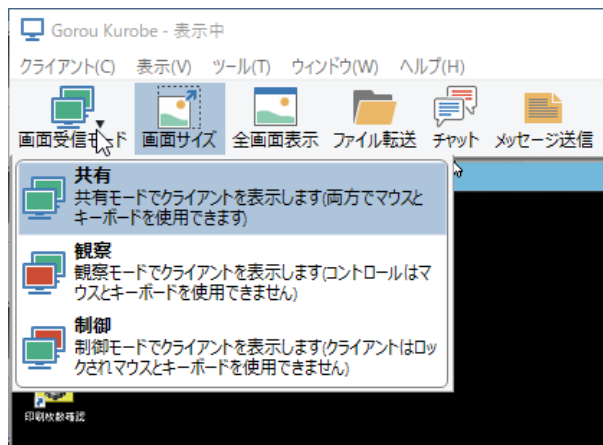 Gorou Kurobe - 表示中
クライアント(C) 表示(V) ツール(T) ウィンドウ(W) ヘルプ(H)
画面受信モード 画面サイズ 全画面表示 ファイル転送 チャット メッセージ送信
共有
共有モードでクライアントを表示します(両方でマウスと
キーボードを使用できます)
観察
観察モードでクライアントを表示します(コントロールはマ
ウスとキーボードを使用できません)
制御
制御モードでクライアントを表示します(クライアントはロッ
クされマウスとキーボードを使用できません)
印刷枚数確認